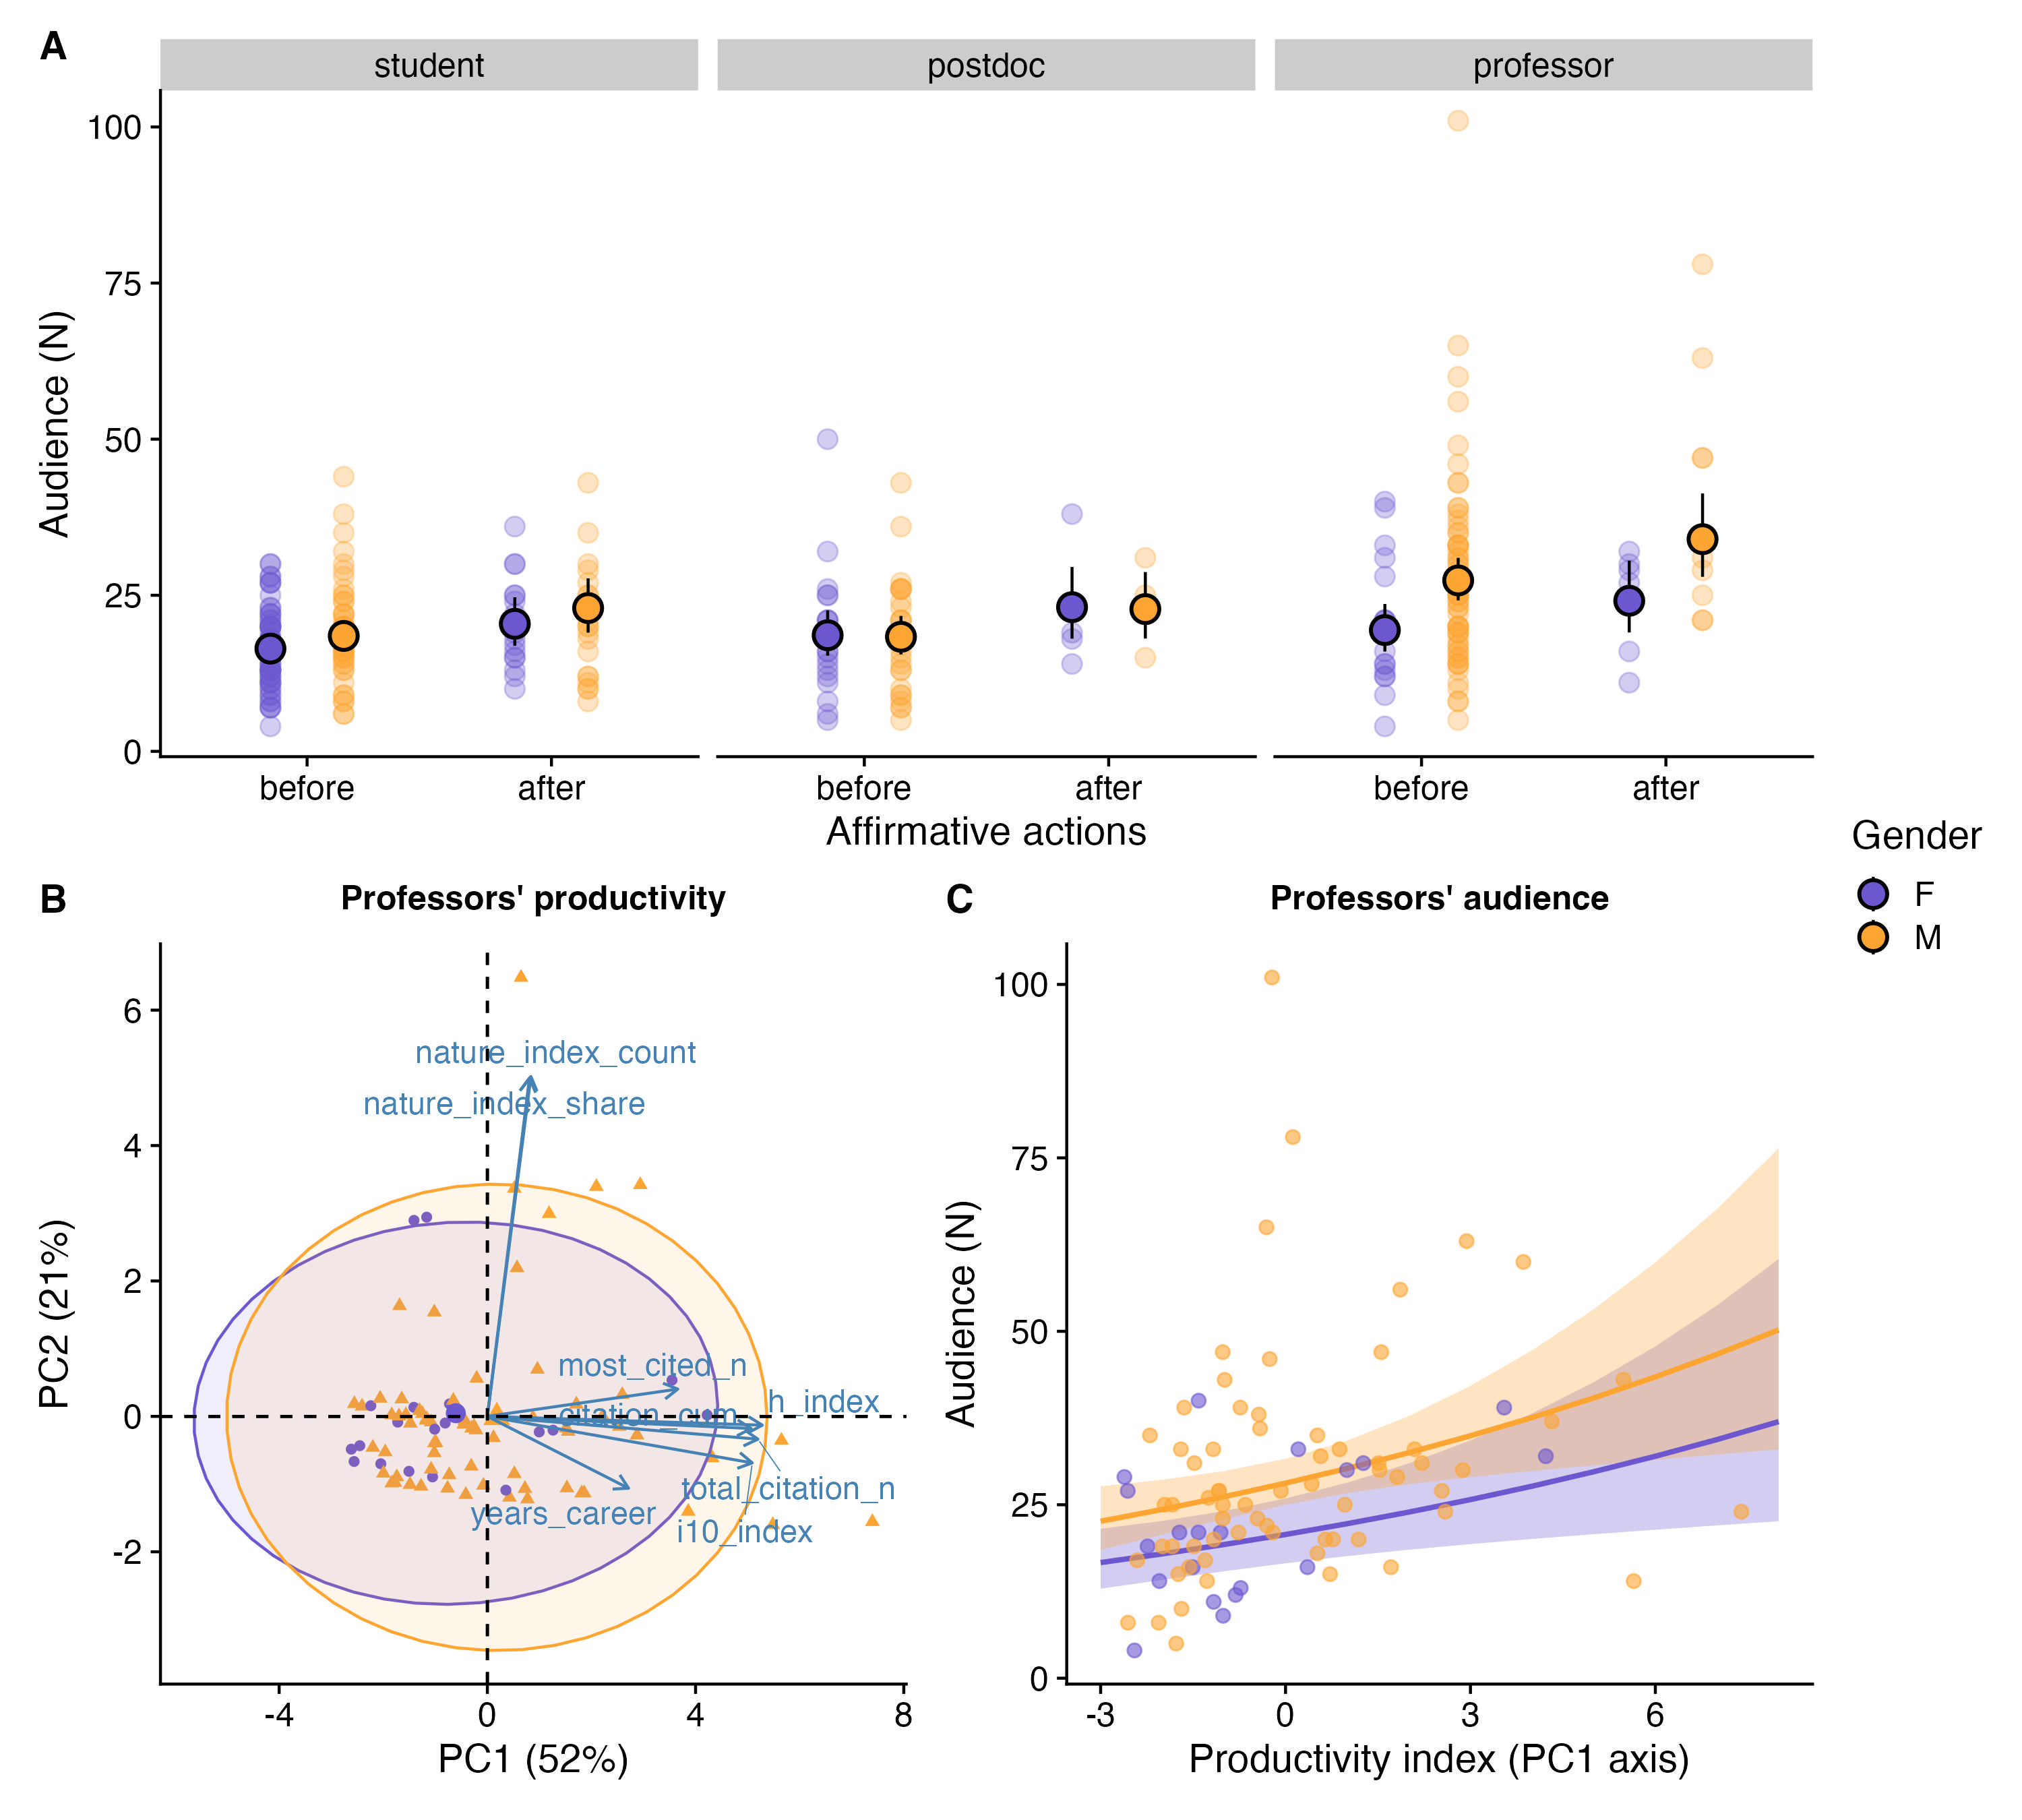 A
student
postdoc
professor
Audience (N)
100
75
50
25
0
before
after
before
after
before
after
Affirmative actions
Gender
F
M
B
Professors' productivity
PC2 (21%)
6
4
2
0
-2
nature_index_count
nature_index_share
most_cited_n
h_index
citation_cum
total_citation_n
years_career
i10_index
-4
0
4
8
PC1 (52%)
C
Professors' audience
Audience (N)
100
75
50
25
0
-3
0
3
6
Productivity index (PC1 axis)